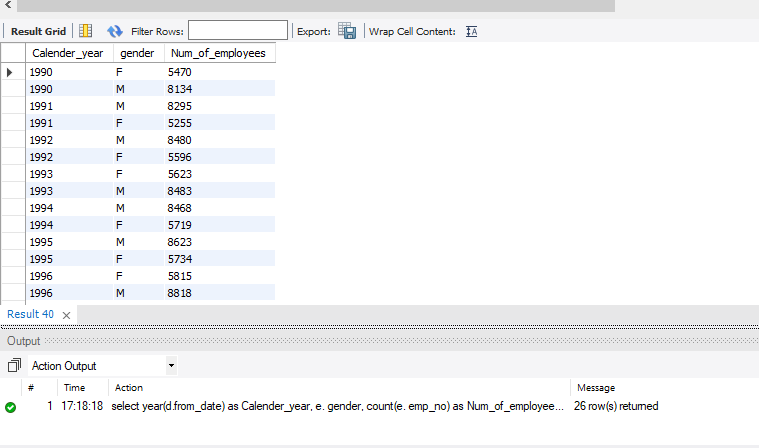 Result Grid Filter Rows: Export: Wrap Cell Content: IA
Calender_year gender Num_of_employees
1990 F 5470
1990 M 8134
1991 M 8295
1991 F 5255
1992 M 8480
1992 F 5596
1993 F 5623
1993 M 8483
1994 M 8468
1994 F 5719
1995 M 8623
1995 F 5734
1996 F 5815
1996 M 8818
Result 40 ×
Output
Action Output
# Time Action Message
1 17:18:18 select year(d.from_date) as Calender_year, e. gender, count(e. emp_no) as Num_of_employee... 26 row(s) returned